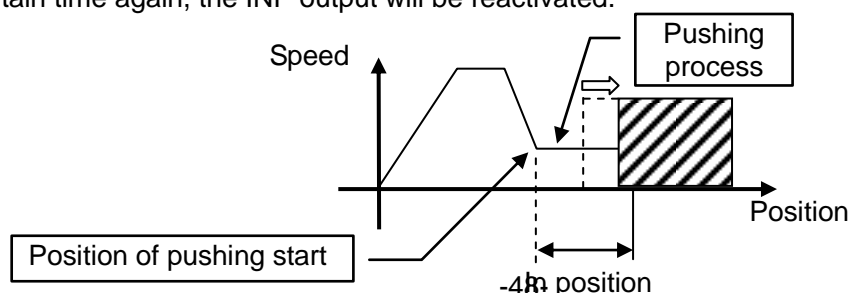 tain time again, the INP output will be reactivated.
Pushing
process
Speed
Position
Position of pushing start
In position
-48-